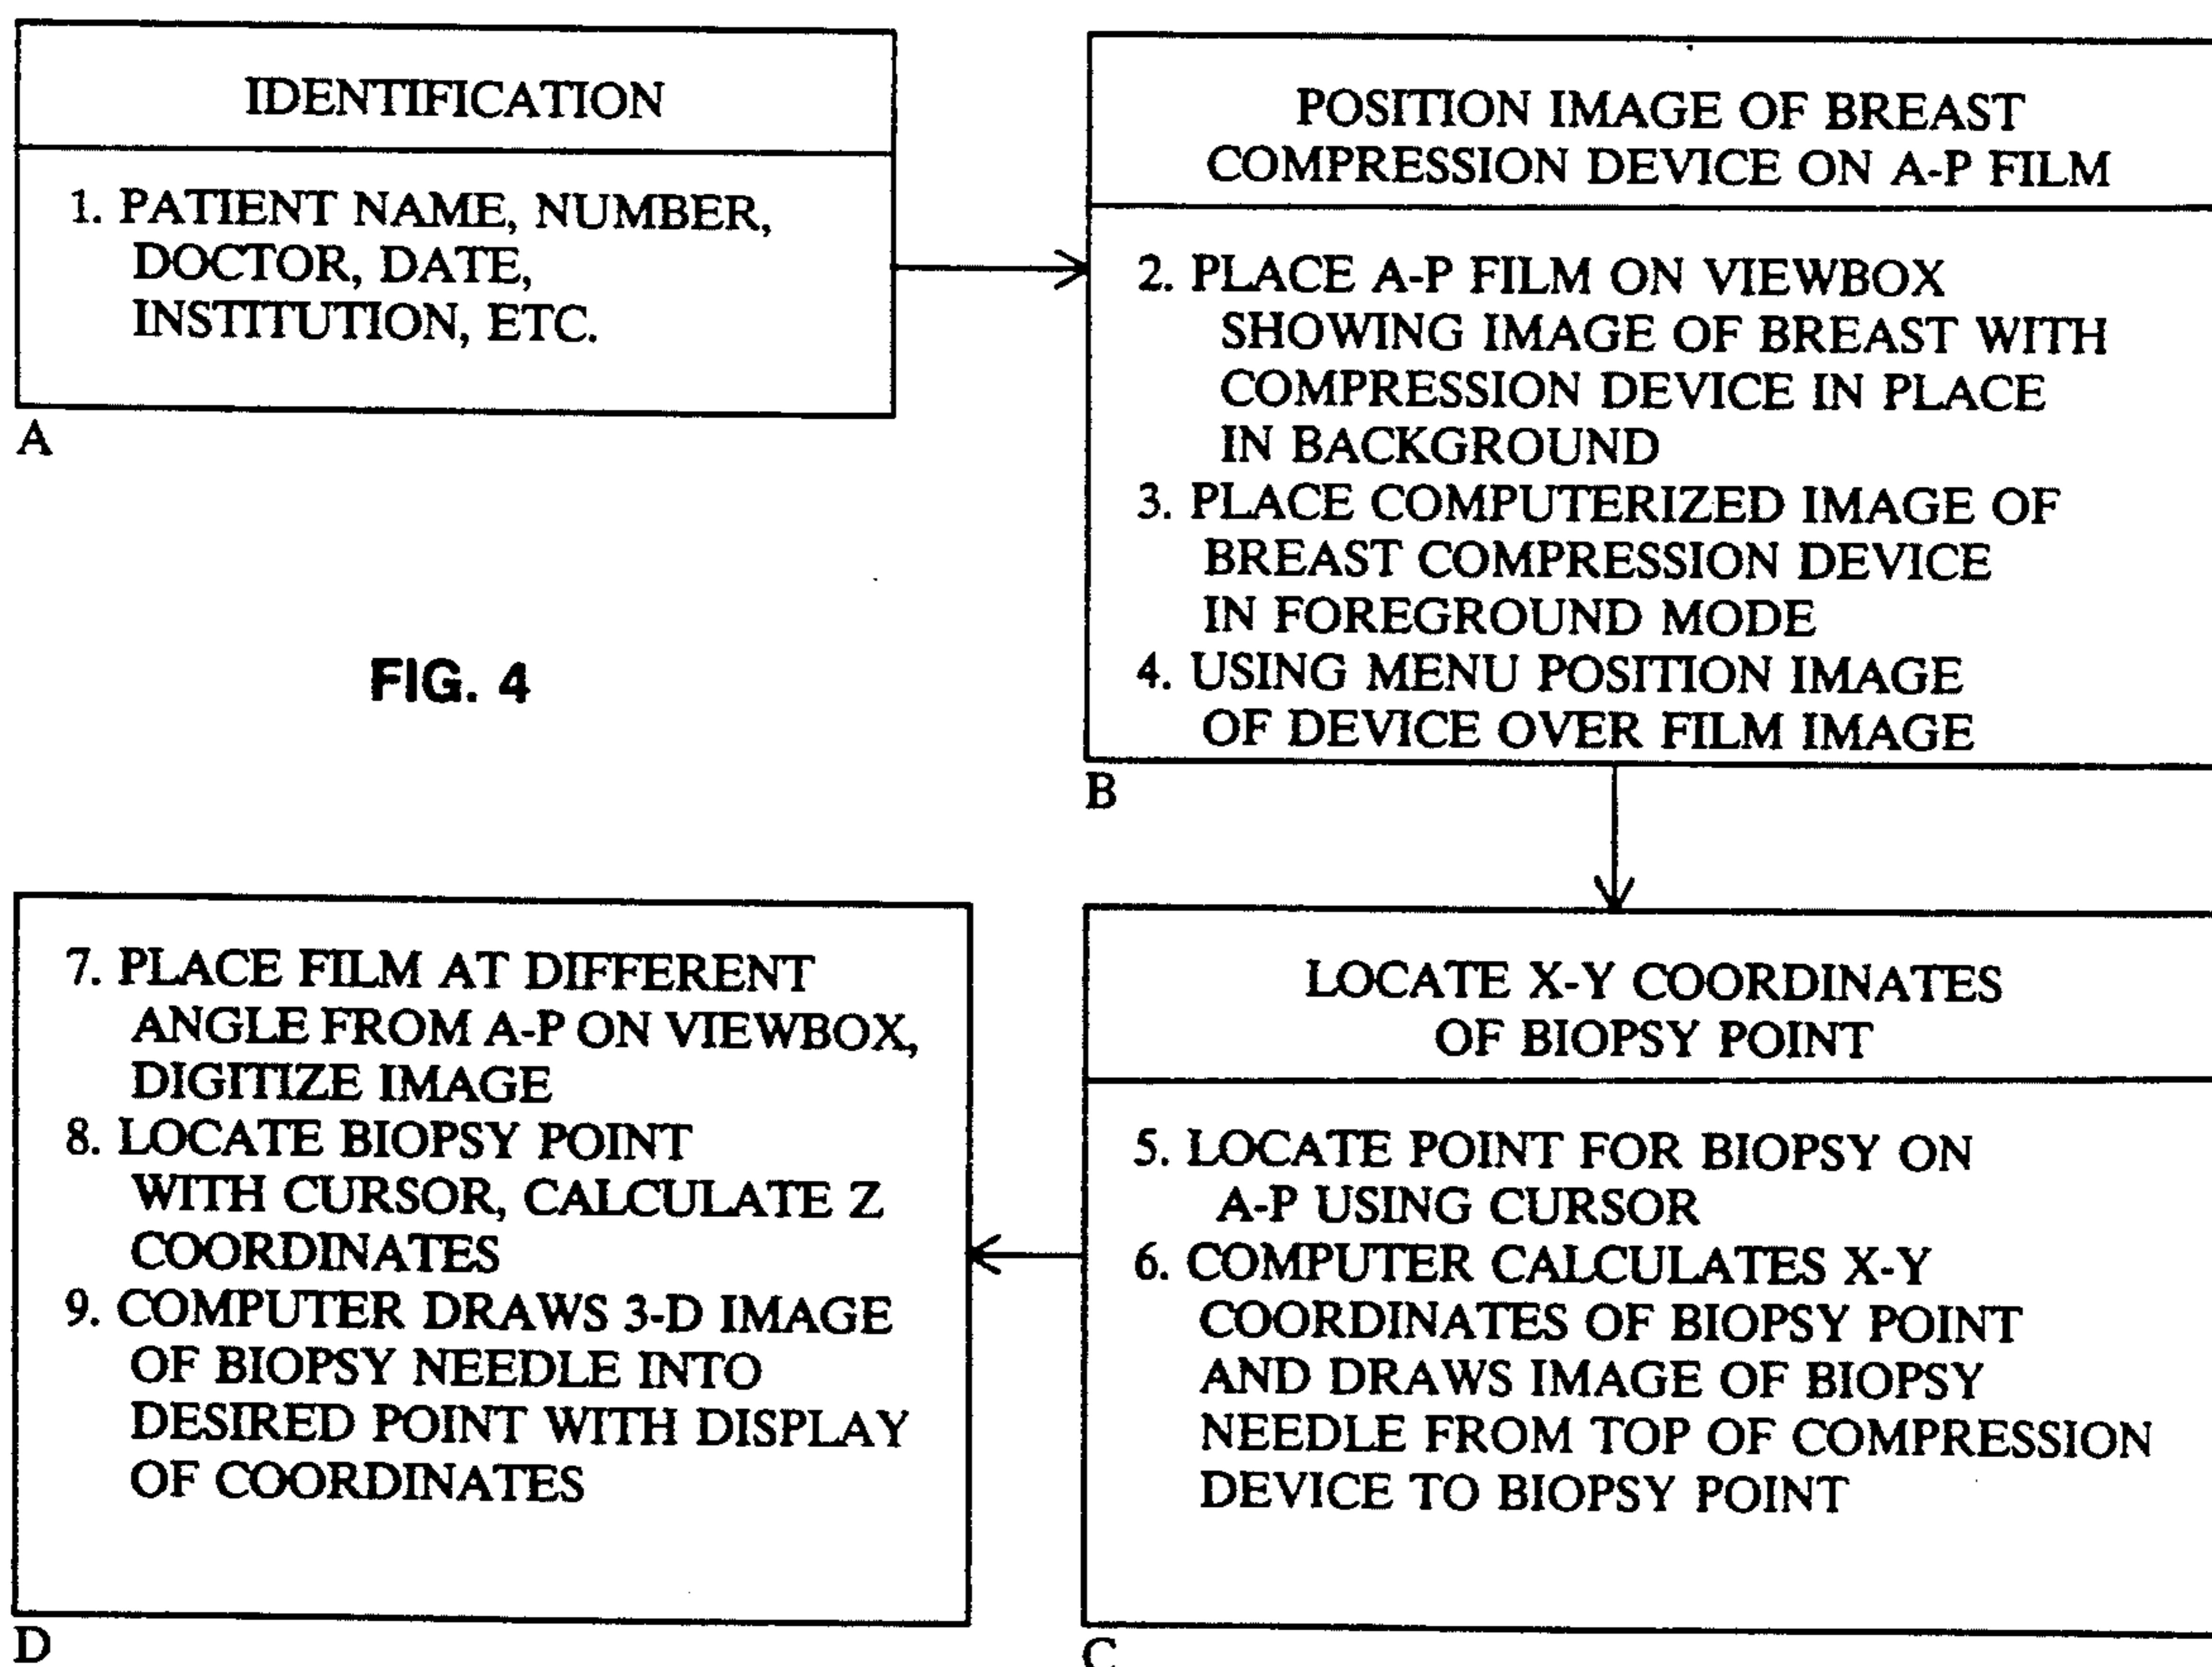 IDENTIFICATION
1. PATIENT NAME, NUMBER,
DOCTOR, DATE,
INSTITUTION, ETC.
A
POSITION IMAGE OF BREAST
COMPRESSION DEVICE ON A-P FILM
2. PLACE A-P FILM ON VIEWBOX
SHOWING IMAGE OF BREAST WITH
COMPRESSION DEVICE IN PLACE
IN BACKGROUND
3. PLACE COMPUTERIZED IMAGE OF
BREAST COMPRESSION DEVICE
IN FOREGROUND MODE
4. USING MENU POSITION IMAGE
OF DEVICE OVER FILM IMAGE
B
FIG. 4
LOCATE X-Y COORDINATES
OF BIOPSY POINT
5. LOCATE POINT FOR BIOPSY ON
A-P USING CURSOR
6. COMPUTER CALCULATES X-Y
COORDINATES OF BIOPSY POINT
AND DRAWS IMAGE OF BIOPSY
NEEDLE FROM TOP OF COMPRESSION
DEVICE TO BIOPSY POINT
C
7. PLACE FILM AT DIFFERENT
ANGLE FROM A-P ON VIEWBOX,
DIGITIZE IMAGE
8. LOCATE BIOPSY POINT
WITH CURSOR, CALCULATE Z
COORDINATES
9. COMPUTER DRAWS 3-D IMAGE
OF BIOPSY NEEDLE INTO
DESIRED POINT WITH DISPLAY
OF COORDINATES
D